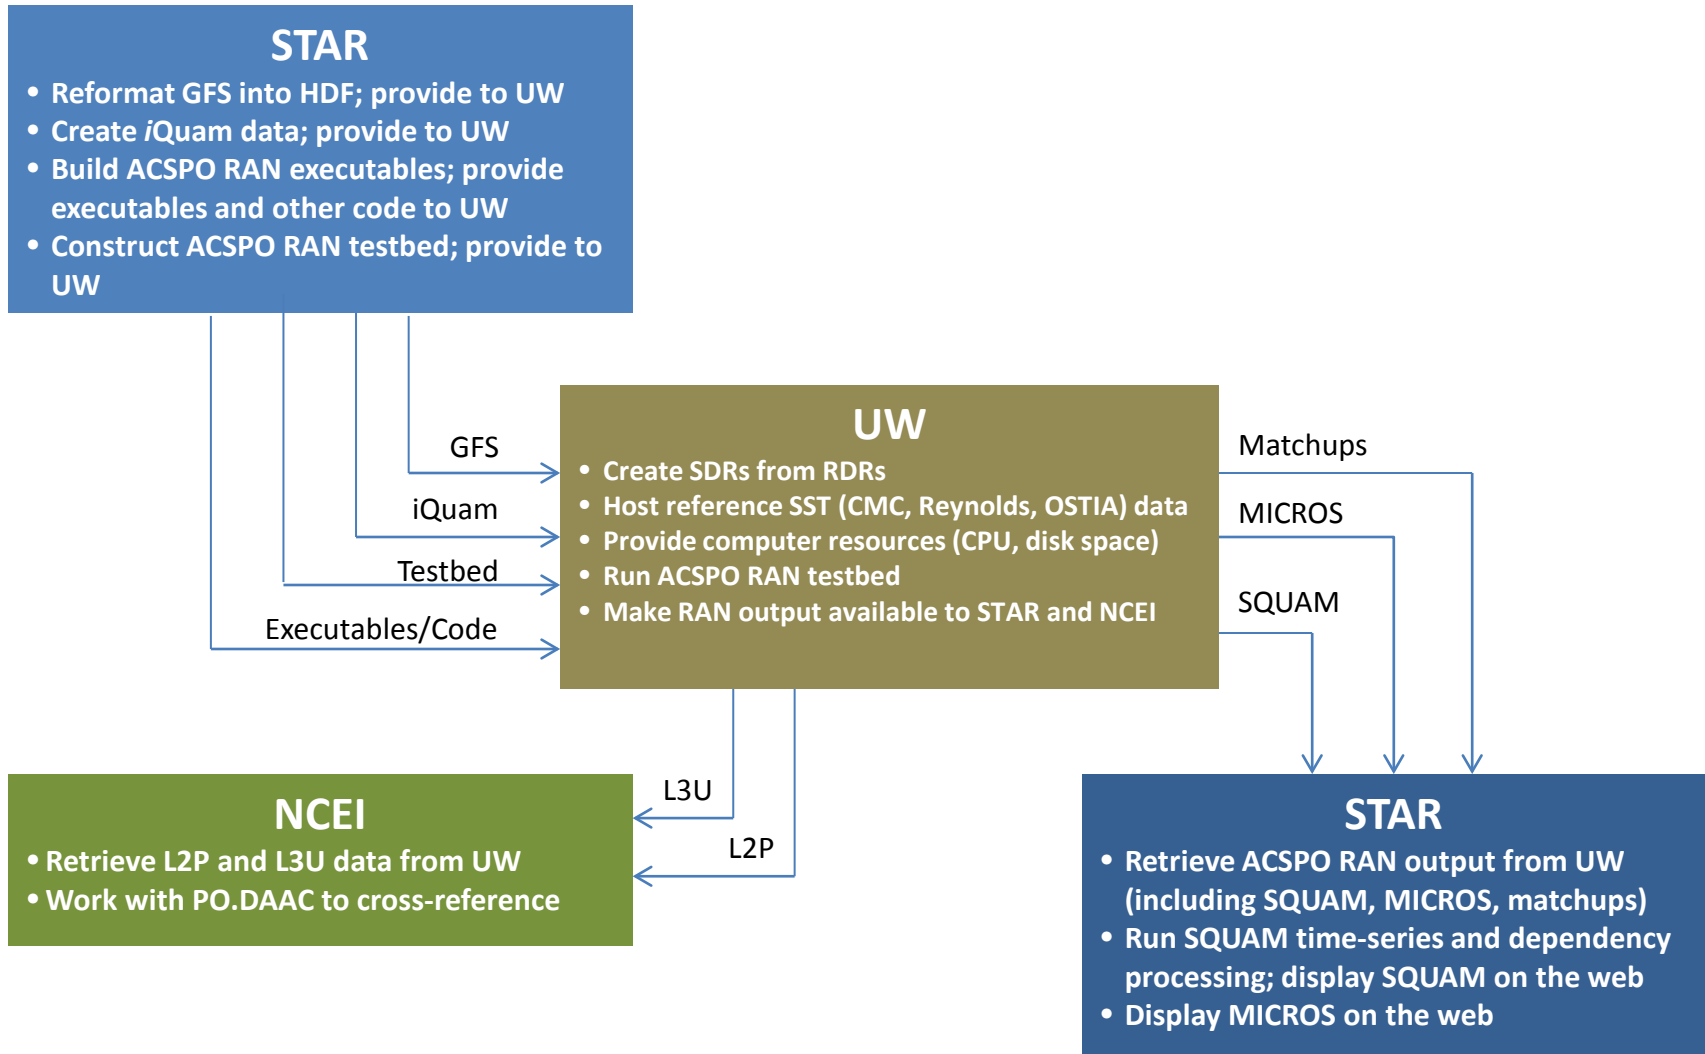 STAR
• Reformat GFS into HDF; provide to UW
• Create iQuam data; provide to UW
• Build ACSPO RAN executables; provide
executables and other code to UW
• Construct ACSPO RAN testbed; provide to
UW
GFS
iQuam
Testbed
Executables/Code
UW
• Create SDRs from RDRs
• Host reference SST (CMC, Reynolds, OSTIA) data
• Provide computer resources (CPU, disk space)
• Run ACSPO RAN testbed
• Make RAN output available to STAR and NCEI
Matchups
MICROS
SQUAM
L3U
L2P
NCEI
• Retrieve L2P and L3U data from UW
• Work with PO.DAAC to cross-reference
STAR
• Retrieve ACSPO RAN output from UW
(including SQUAM, MICROS, matchups)
• Run SQUAM time-series and dependency
processing; display SQUAM on the web
• Display MICROS on the web